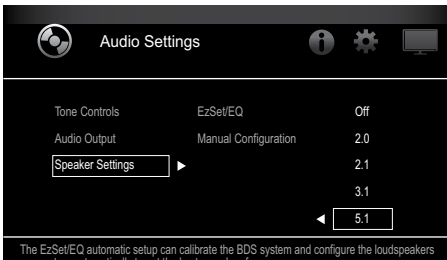 Audio Settings
Tone Controls
Audio Output
Speaker Settings
EzSet/EQ
Manual Configuration
Off
2.0
2.1
3.1
5.1
The EzSet/EQ automatic setup can calibrate the BDS system and configure the loudspeakers